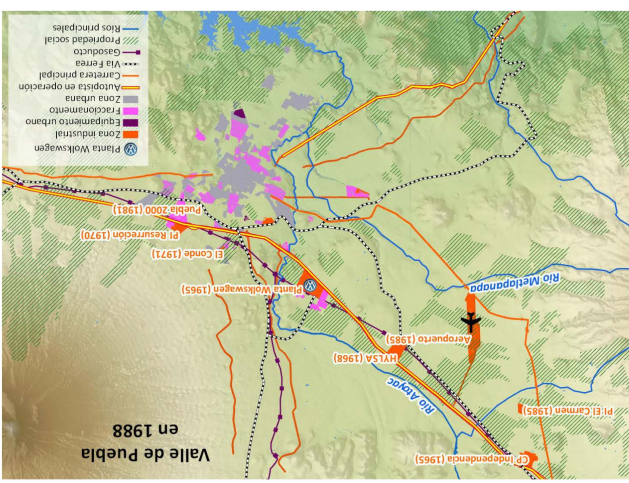 Valle de Puebla
en 1988
CP Independencia (1965)
PI El Carmen (1985)
Río Atoyac
HYLSA (1968)
Aeropuerto (1985)
Río Metlapanapa
Planta Wolkswagen (1965)
El Conde (1971)
PI Resureción (1970)
Puebla 2000 (1981)
Planta Wolkswagen
Zona industrial
Equipamiento urbano
Fraccionamento
Zona urbana
Autopista en operación
Carretera principal
Vía Ferrea
Gasoducto
Propiedad social
Ríos principales